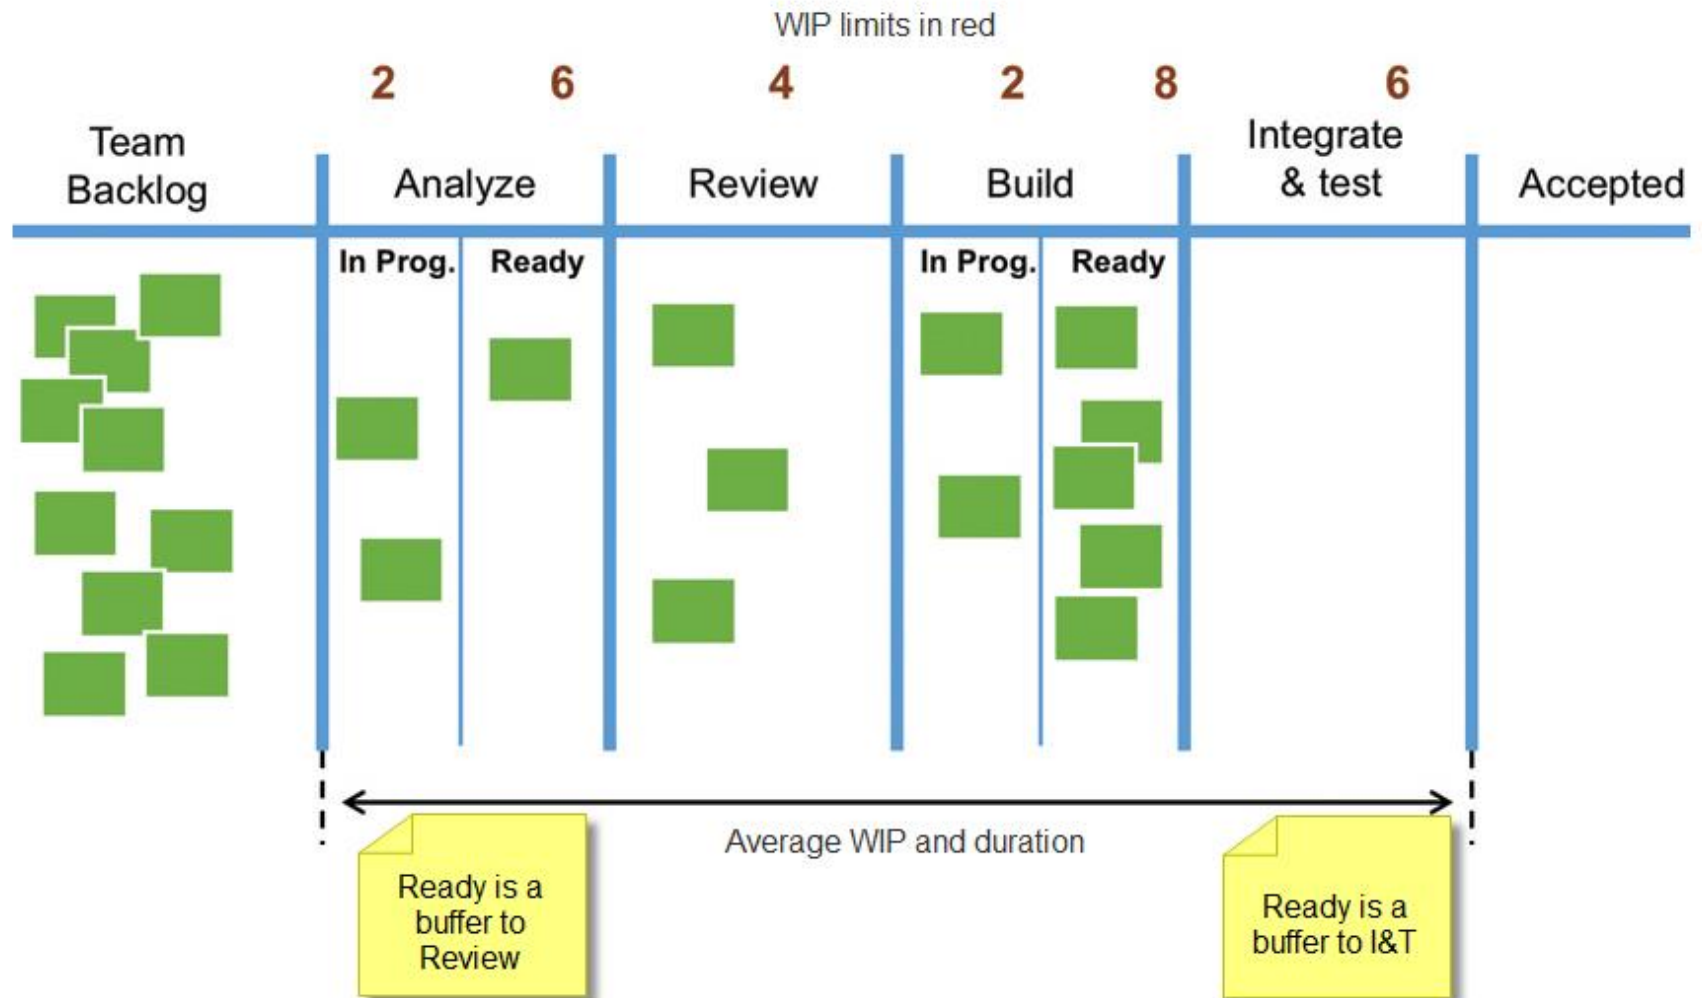 WIP limits in red
2 6 4 2 8 6
Team
Backlog
Analyze
Review
Build
Integrate
& test
Accepted
In Prog.
Ready
In Prog.
Ready
Average WIP and duration
Ready is a
buffer to
Review
Ready is a
buffer to I&T